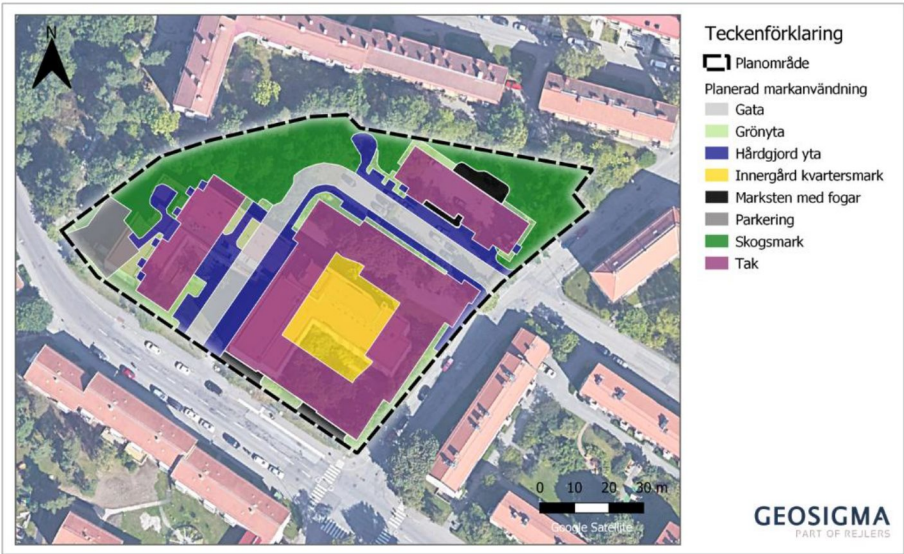 N
Teckenförklaring
Planområde
Planerad markanvändning
Gata
Grönyta
Hårdgjord yta
Innergård kvartersmark
Marksten med fogar
Parkering
Skogsmark
Tak
0 10 20 30 m
Google Satellite
GEOSIGMA
PART OF REJLERS